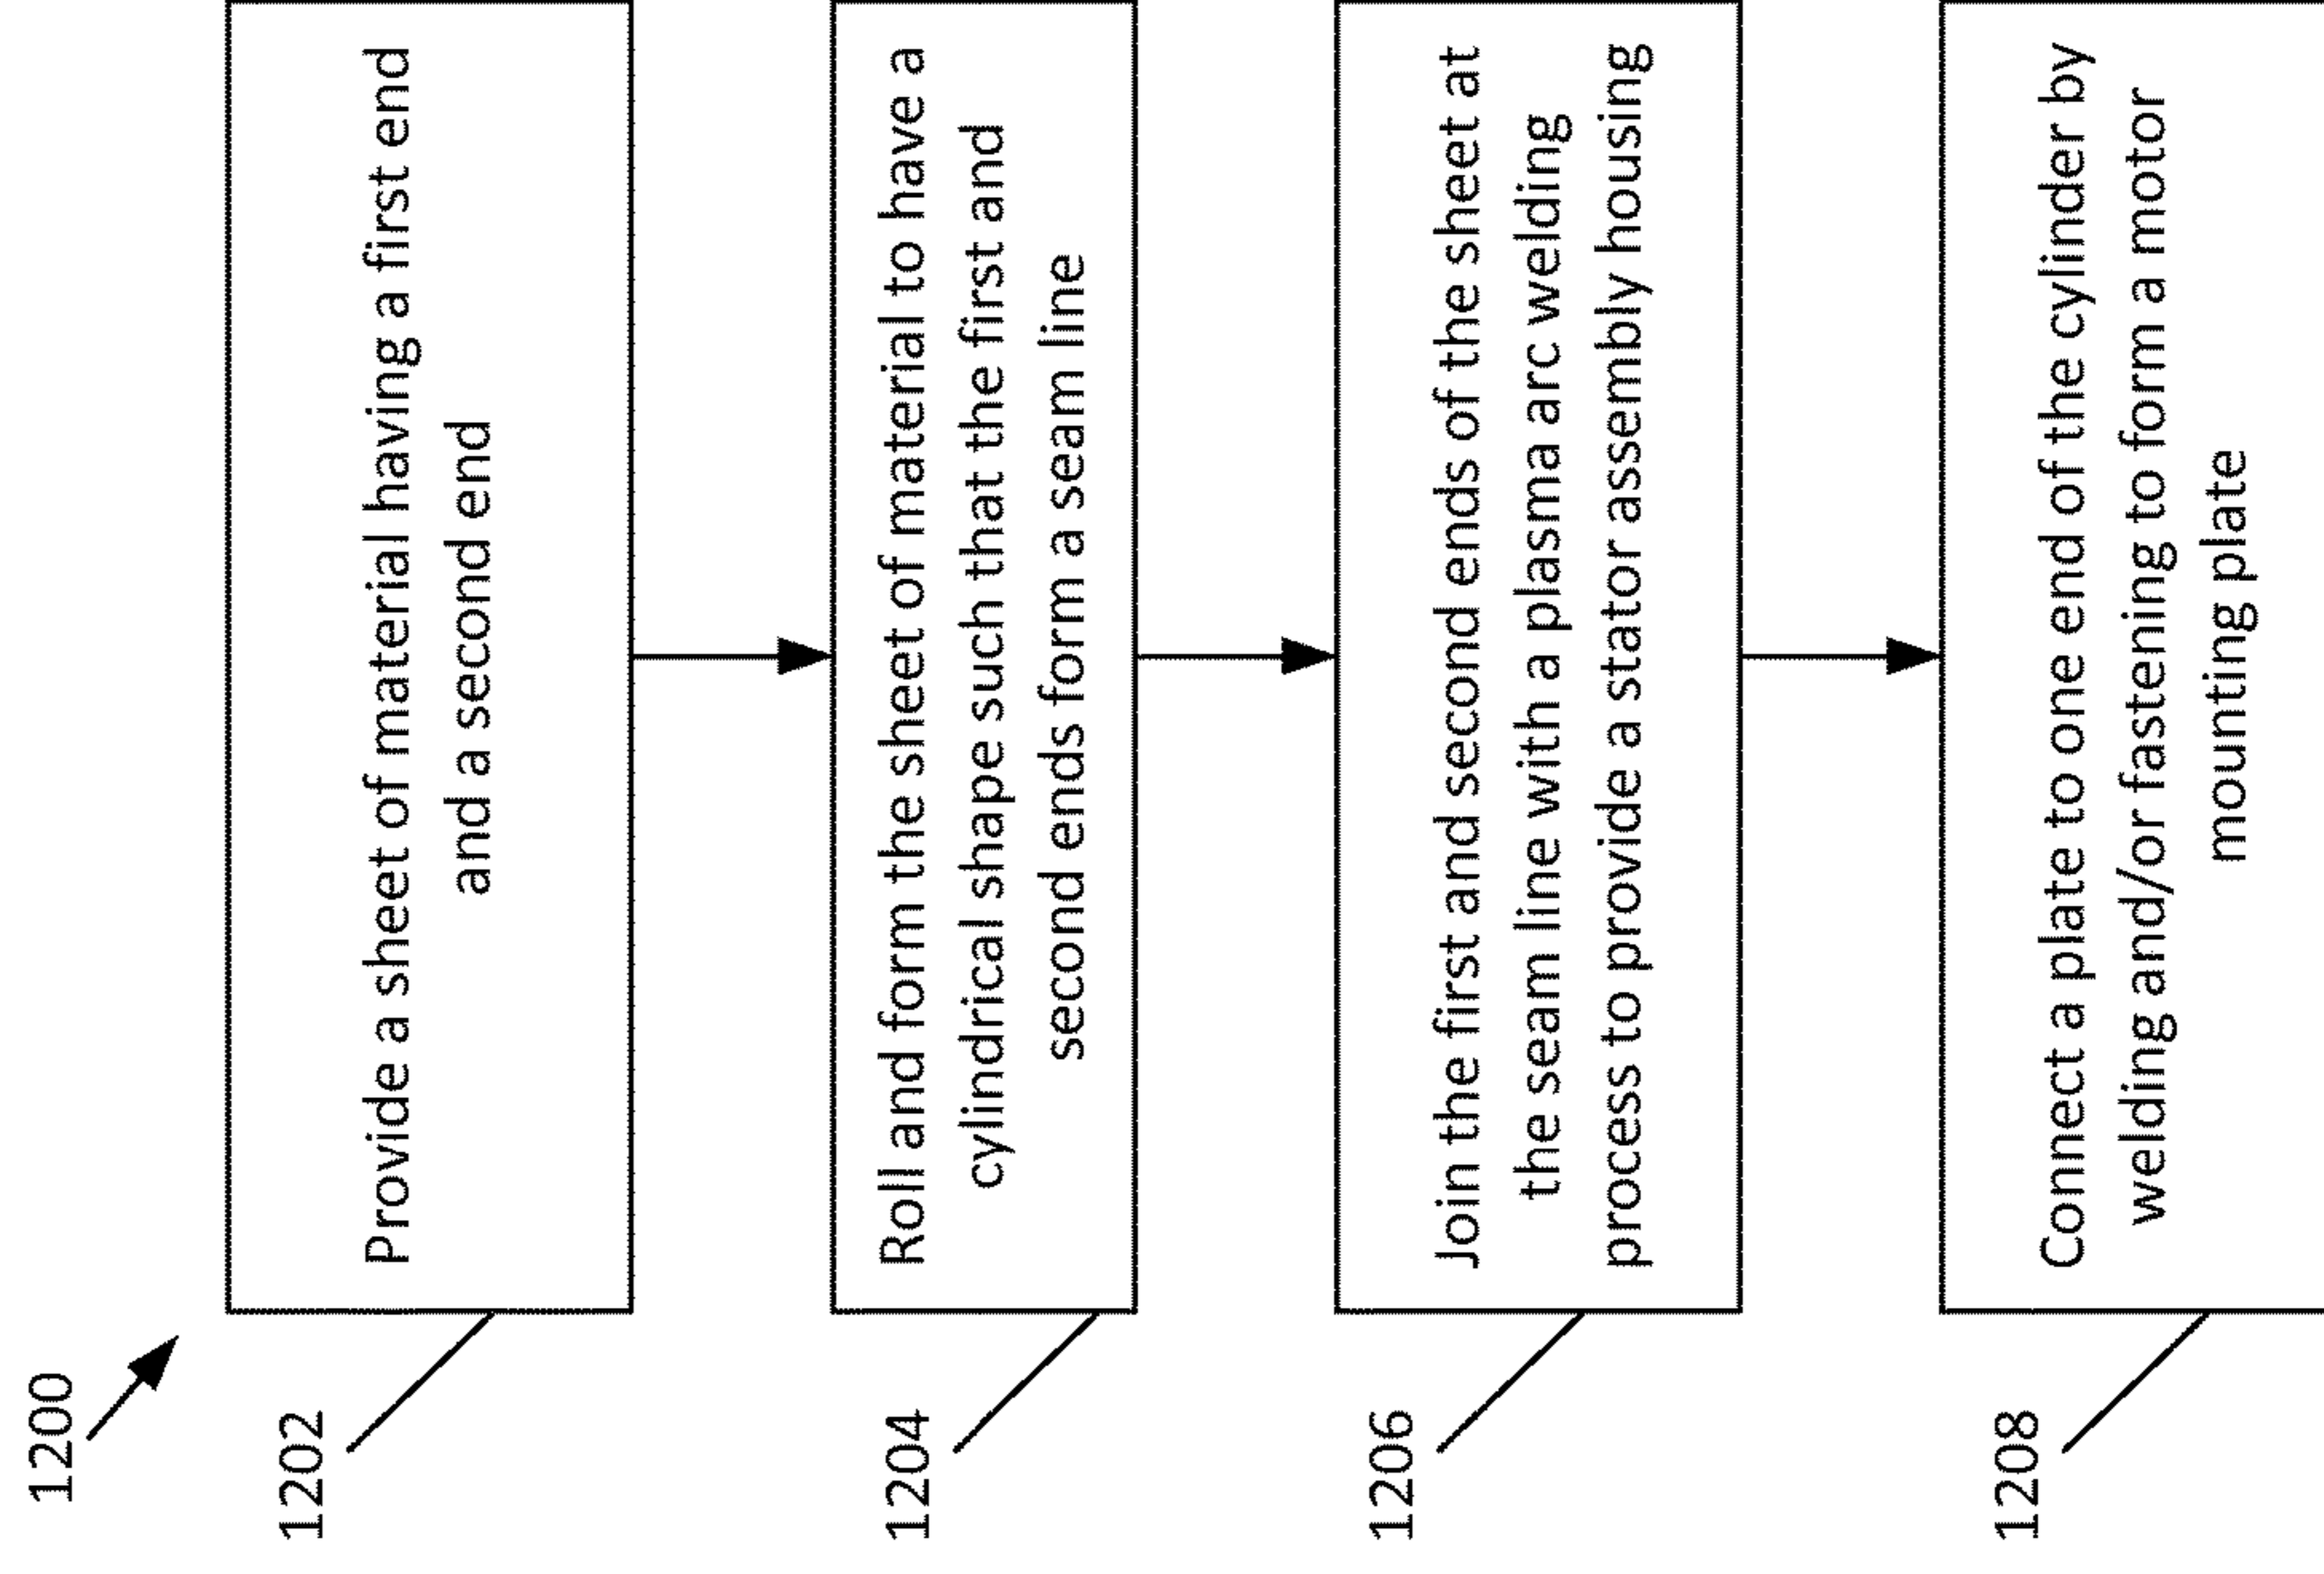 1200
1202
Provide a sheet of material having a first end
and a second end
1204
Roll and form the sheet of material to have a
cylindrical shape such that the first and
second ends form a seam line
1206
Join the first and second ends of the sheet at
the seam line with a plasma arc welding
process to provide a stator assembly housing
1208
Connect a plate to one end of the cylinder by
welding and/or fastening to form a motor
mounting plate